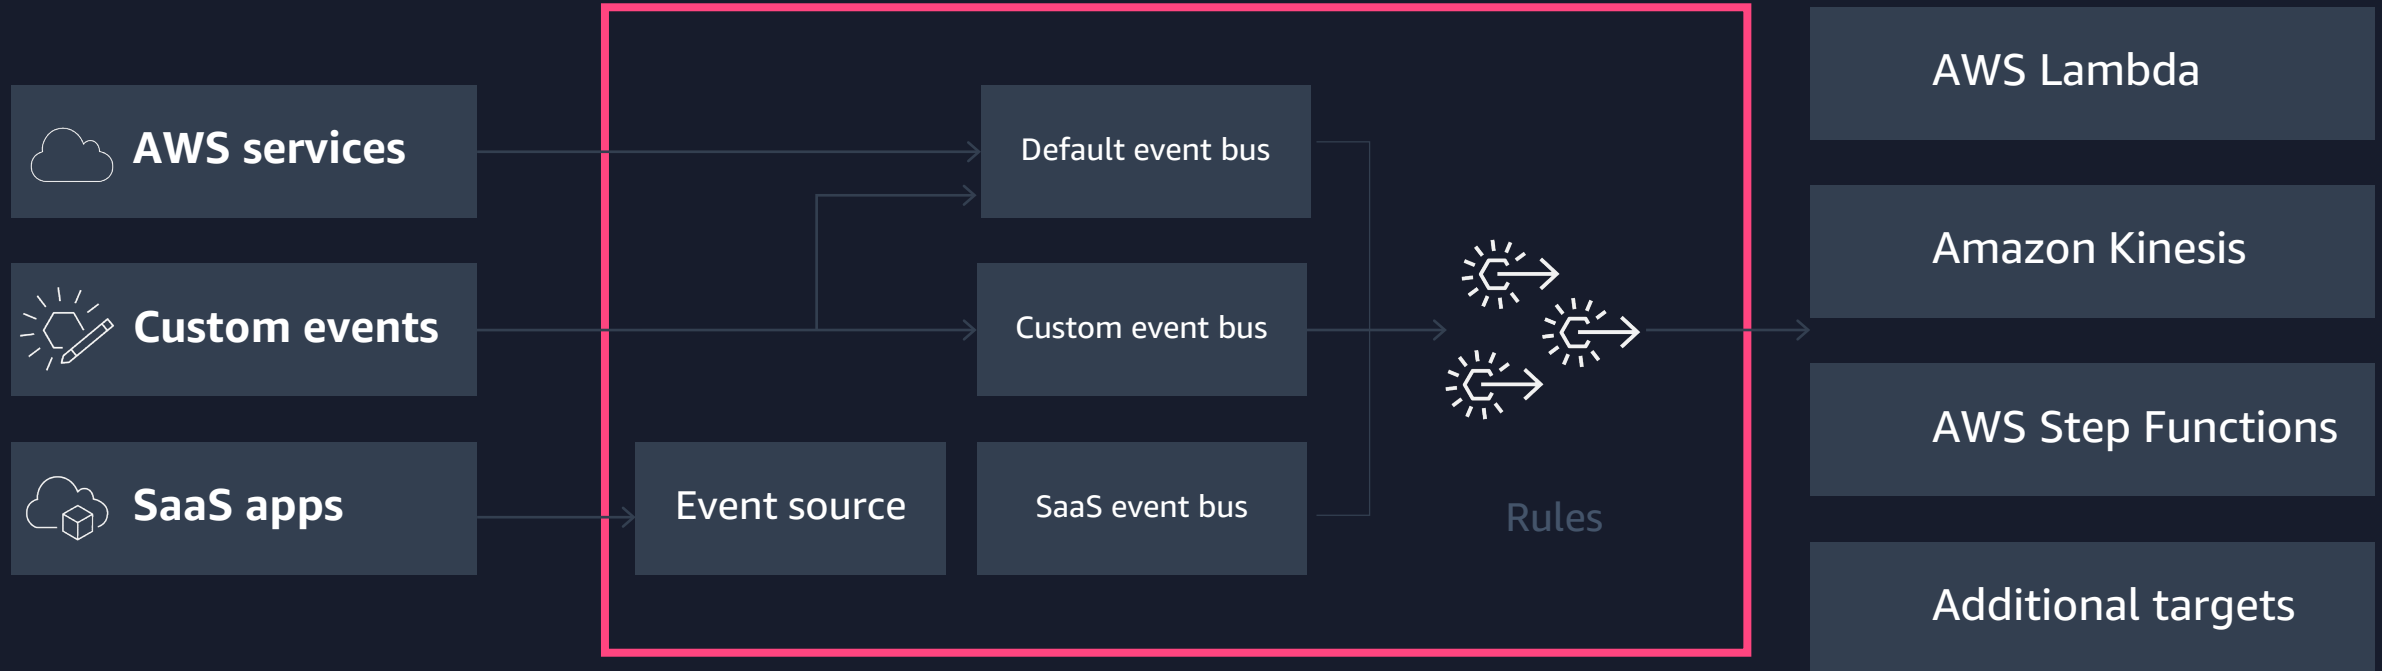 AWS services
Custom events
SaaS apps
Event source
Default event bus
Custom event bus
SaaS event bus
Rules
AWS Lambda
Amazon Kinesis
AWS Step Functions
Additional targets